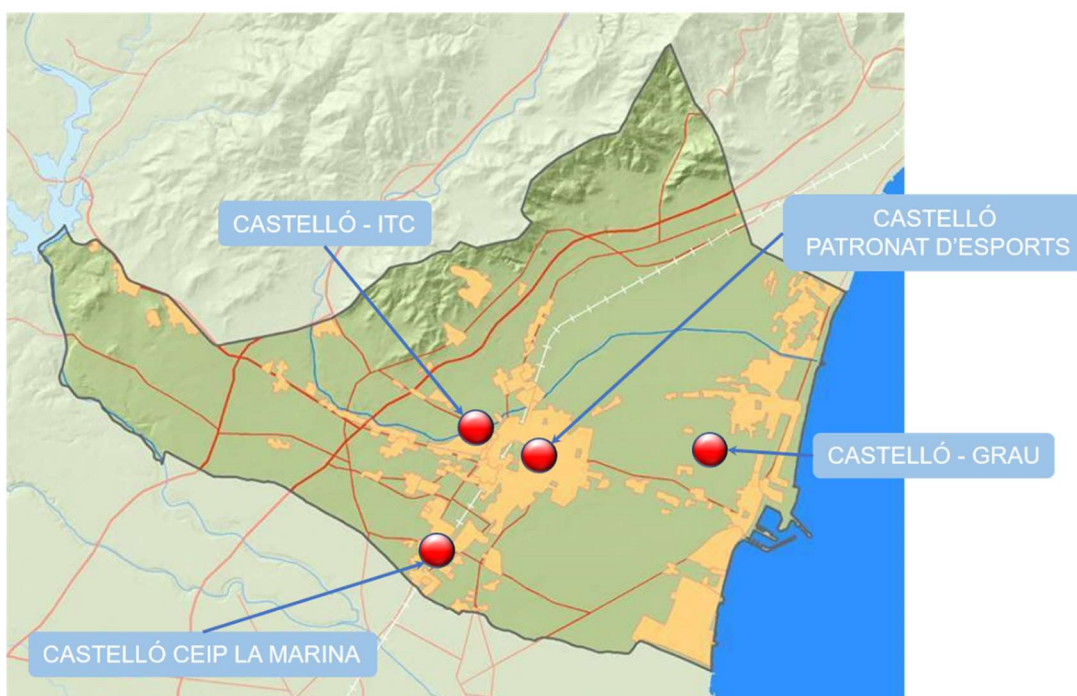 CASTELLÓ - ITC
CASTELLÓ
PATRONAT D'ESPORTS
CASTELLÓ - GRAU
CASTELLÓ CEIP LA MARINA